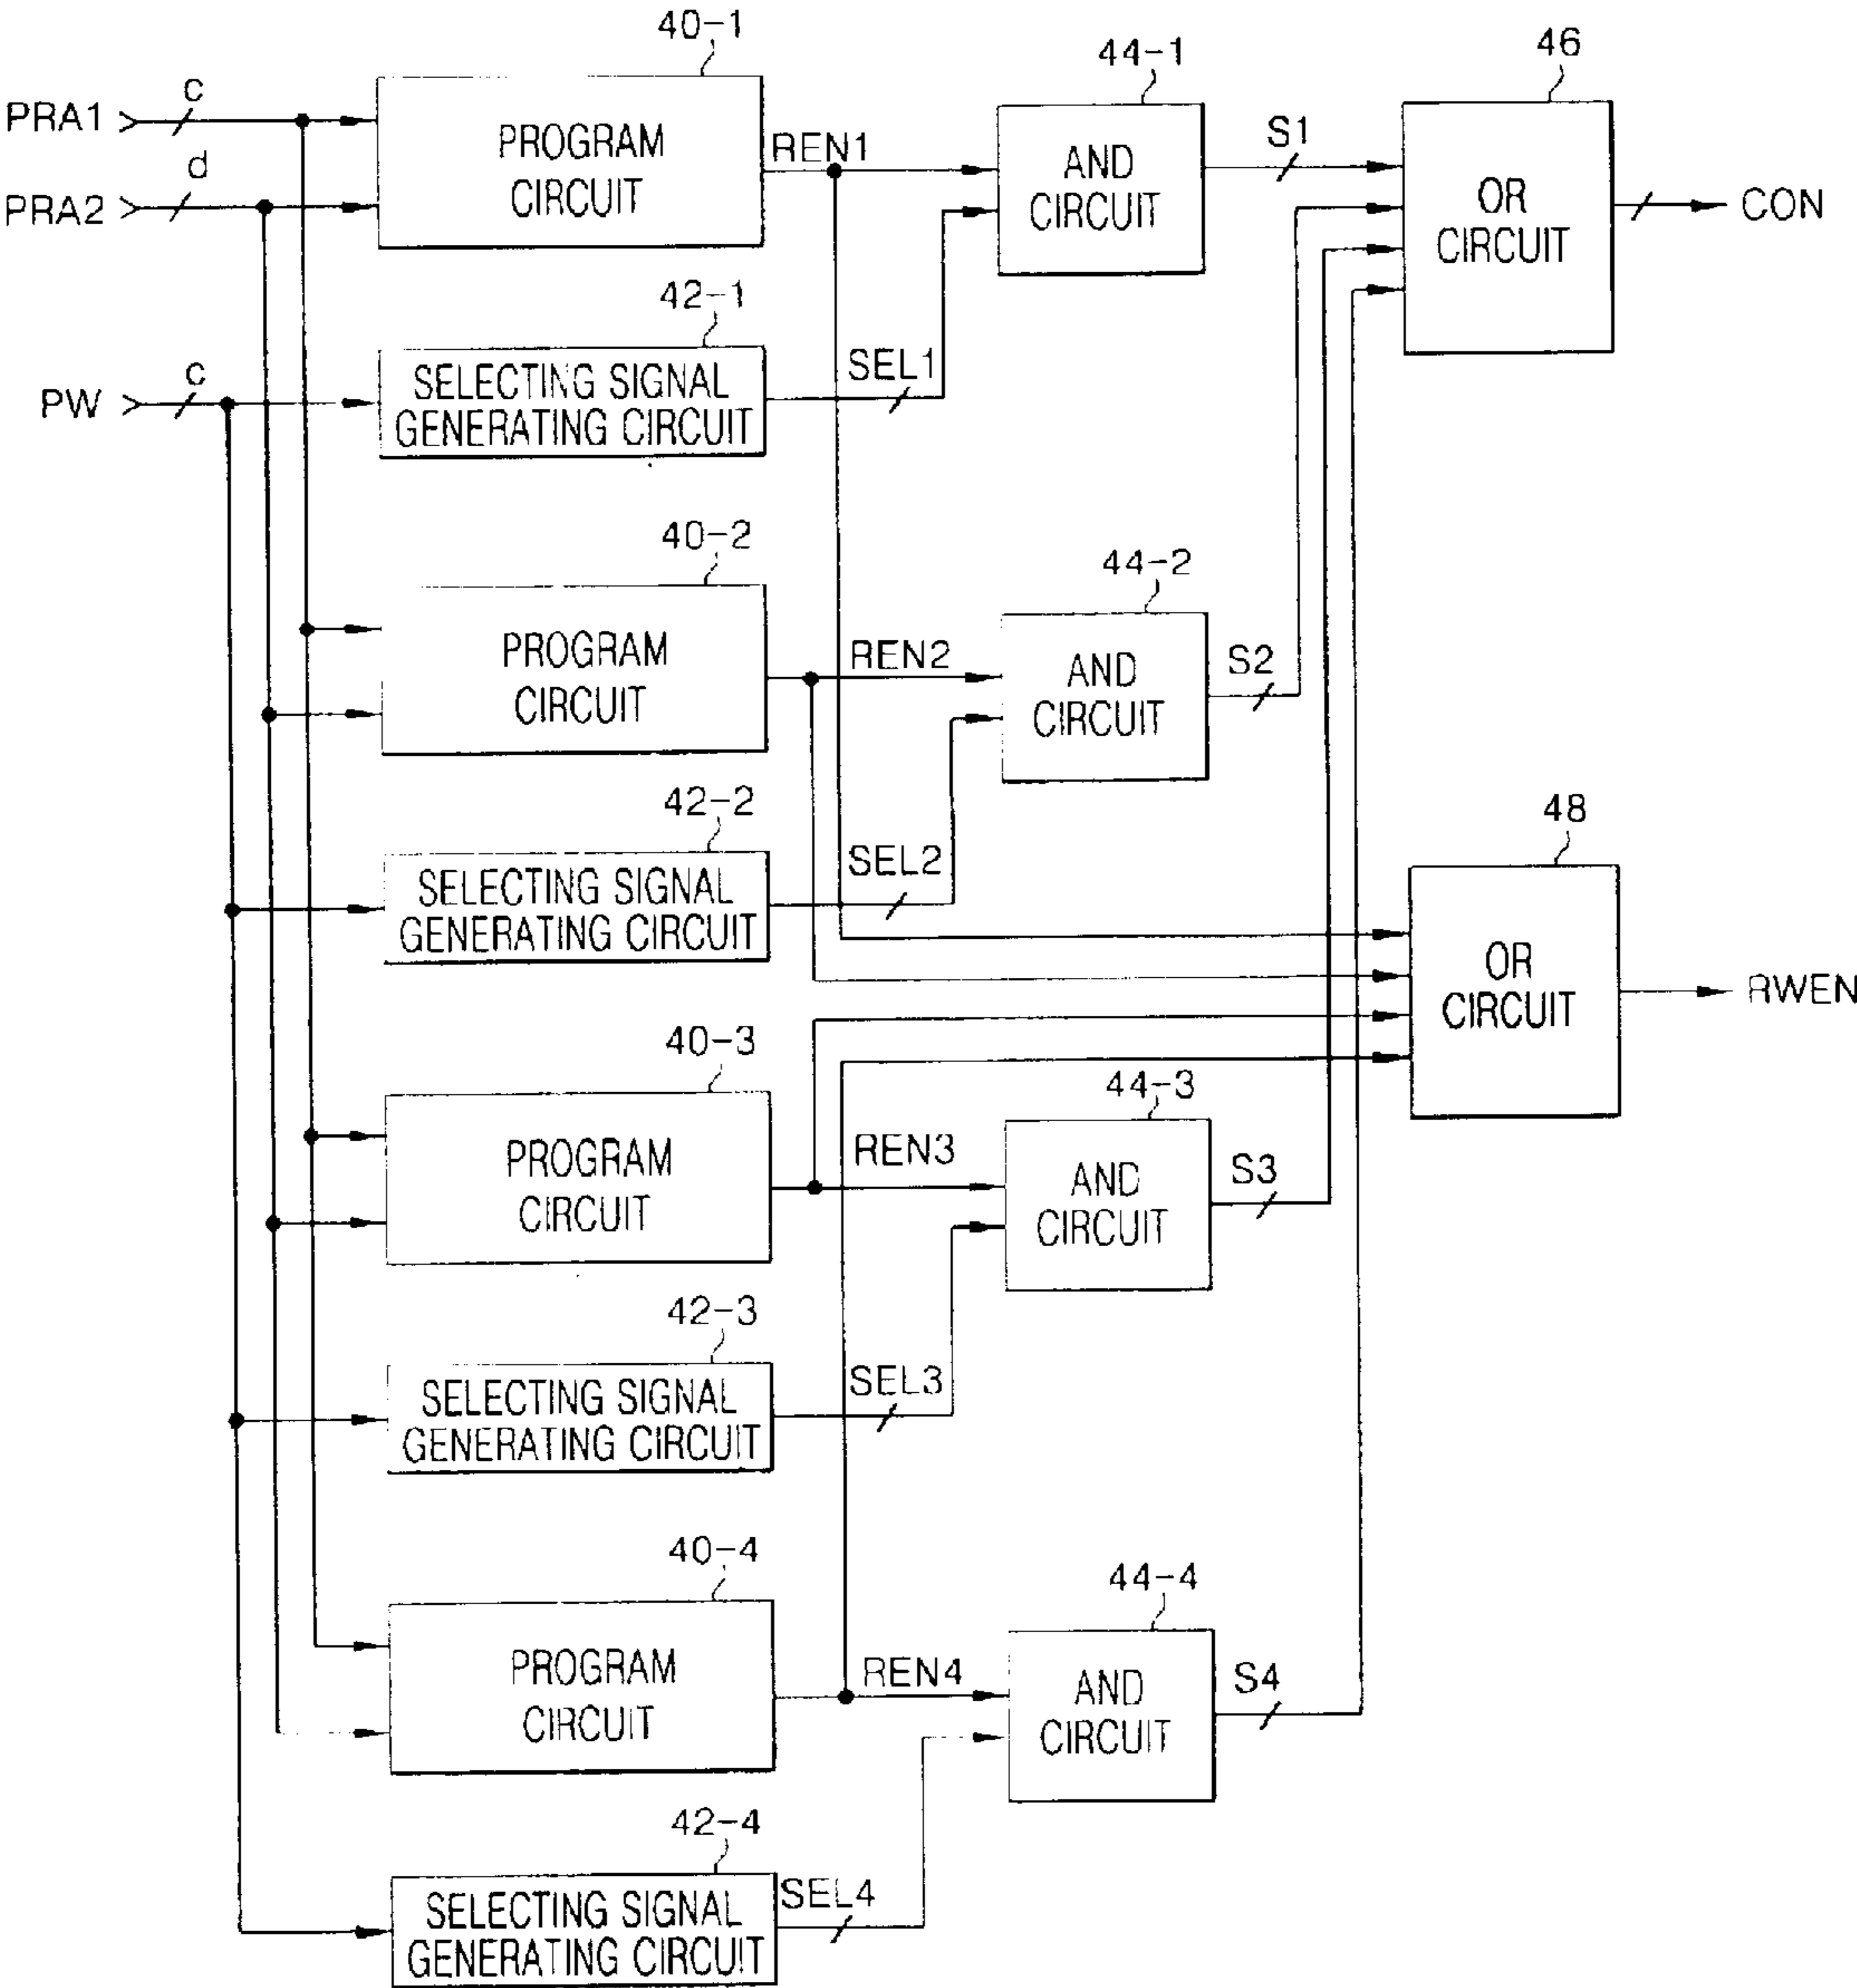 40-1
44-1
46
PRA1
c
PROGRAM
CIRCUIT
REN1
AND
CIRCUIT
S1
OR
CIRCUIT
CON
PRA2
d
42-1
PW
c
SELECTING SIGNAL
GENERATING CIRCUIT
SEL1
40-2
44-2
PROGRAM
CIRCUIT
REN2
AND
CIRCUIT
S2
42-2
48
SELECTING SIGNAL
GENERATING CIRCUIT
SEL2
OR
CIRCUIT
RWEN
40-3
44-3
PROGRAM
CIRCUIT
REN3
AND
CIRCUIT
S3
42-3
SELECTING SIGNAL
GENERATING CIRCUIT
SEL3
40-4
44-4
PROGRAM
CIRCUIT
REN4
AND
CIRCUIT
S4
42-4
SELECTING SIGNAL
GENERATING CIRCUIT
SEL4